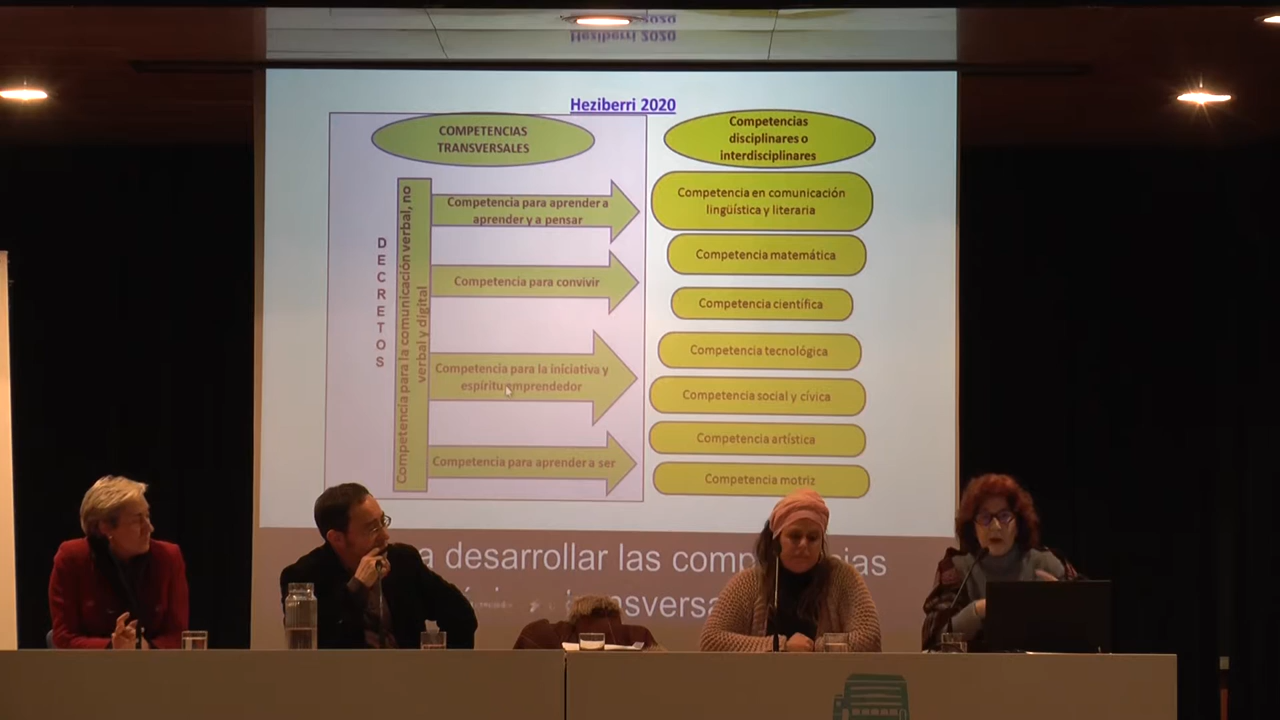 Heziberri 2020
Heziberri 2020
COMPETENCIAS
TRANSVERSALES
Competencias
disciplinares o
interdisciplinares
DECRETOS
Competencia para la comunicación verbal, no
verbal y digital
Competencia para aprender a
aprender y a pensar
Competencia para convivir
Competencia para la iniciativa y
espíritu emprendedor
Competencia para aprender a ser
Competencia en comunicación
lingüística y literaria
Competencia matemática
Competencia científica
Competencia tecnológica
Competencia social y cívica
Competencia artística
Competencia motriz
a desarrollar las